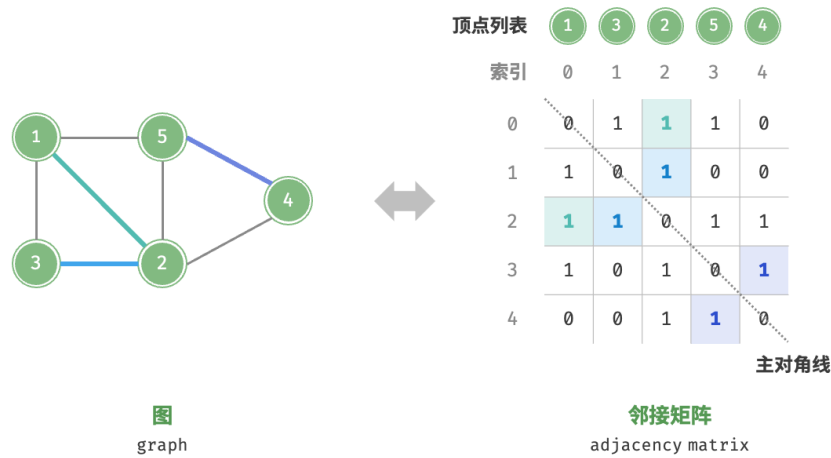 顶点列表 1 3 2 5 4
索引 0 1 2 3 4
0 0 1 1 1 0
1 1 0 1 0 0
2 1 1 0 1 1
3 1 0 1 0 1
4 0 0 1 1 0
主对角线
1 5
4
3 2
图
graph
邻接矩阵
adjacency matrix